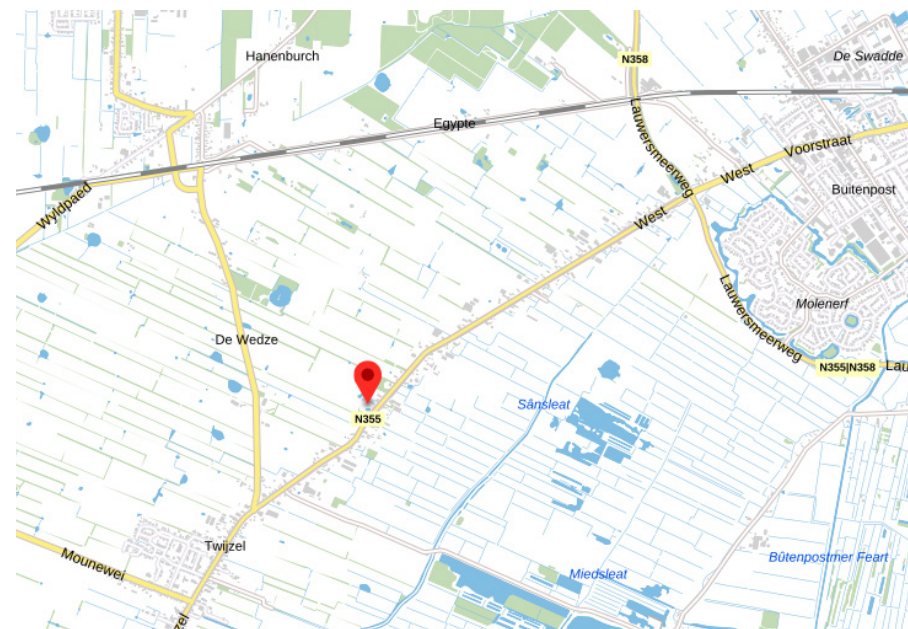 Hanenburch
De Swadde
N358
Egypte
Lauwersmeerweg
Voorstraat
West
West
Buitenpost
Wyldpaed
Lauwersmeerweg
Molenerf
De Wedze
N355|N358
Lau
Sânsleat
N355
Twijzel
Mounewei
Miedsleat
Bûtenpostmer Feart
zel